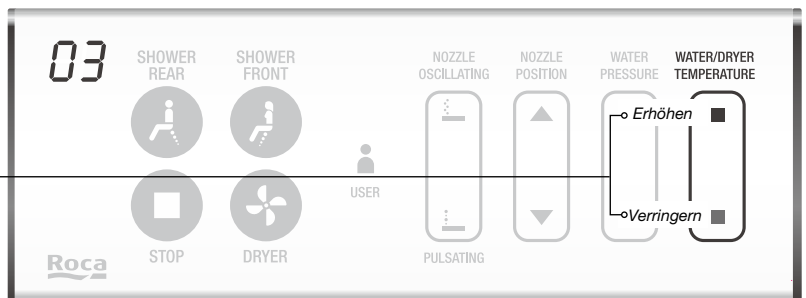 03
SHOWER
REAR
SHOWER
FRONT
NOZZLE
OSCILLATING
NOZZLE
POSITION
WATER
PRESSURE
WATER/DRYER
TEMPERATURE
Erhöhen
USER
Verringern
STOP
DRYER
PULSATING
Roca